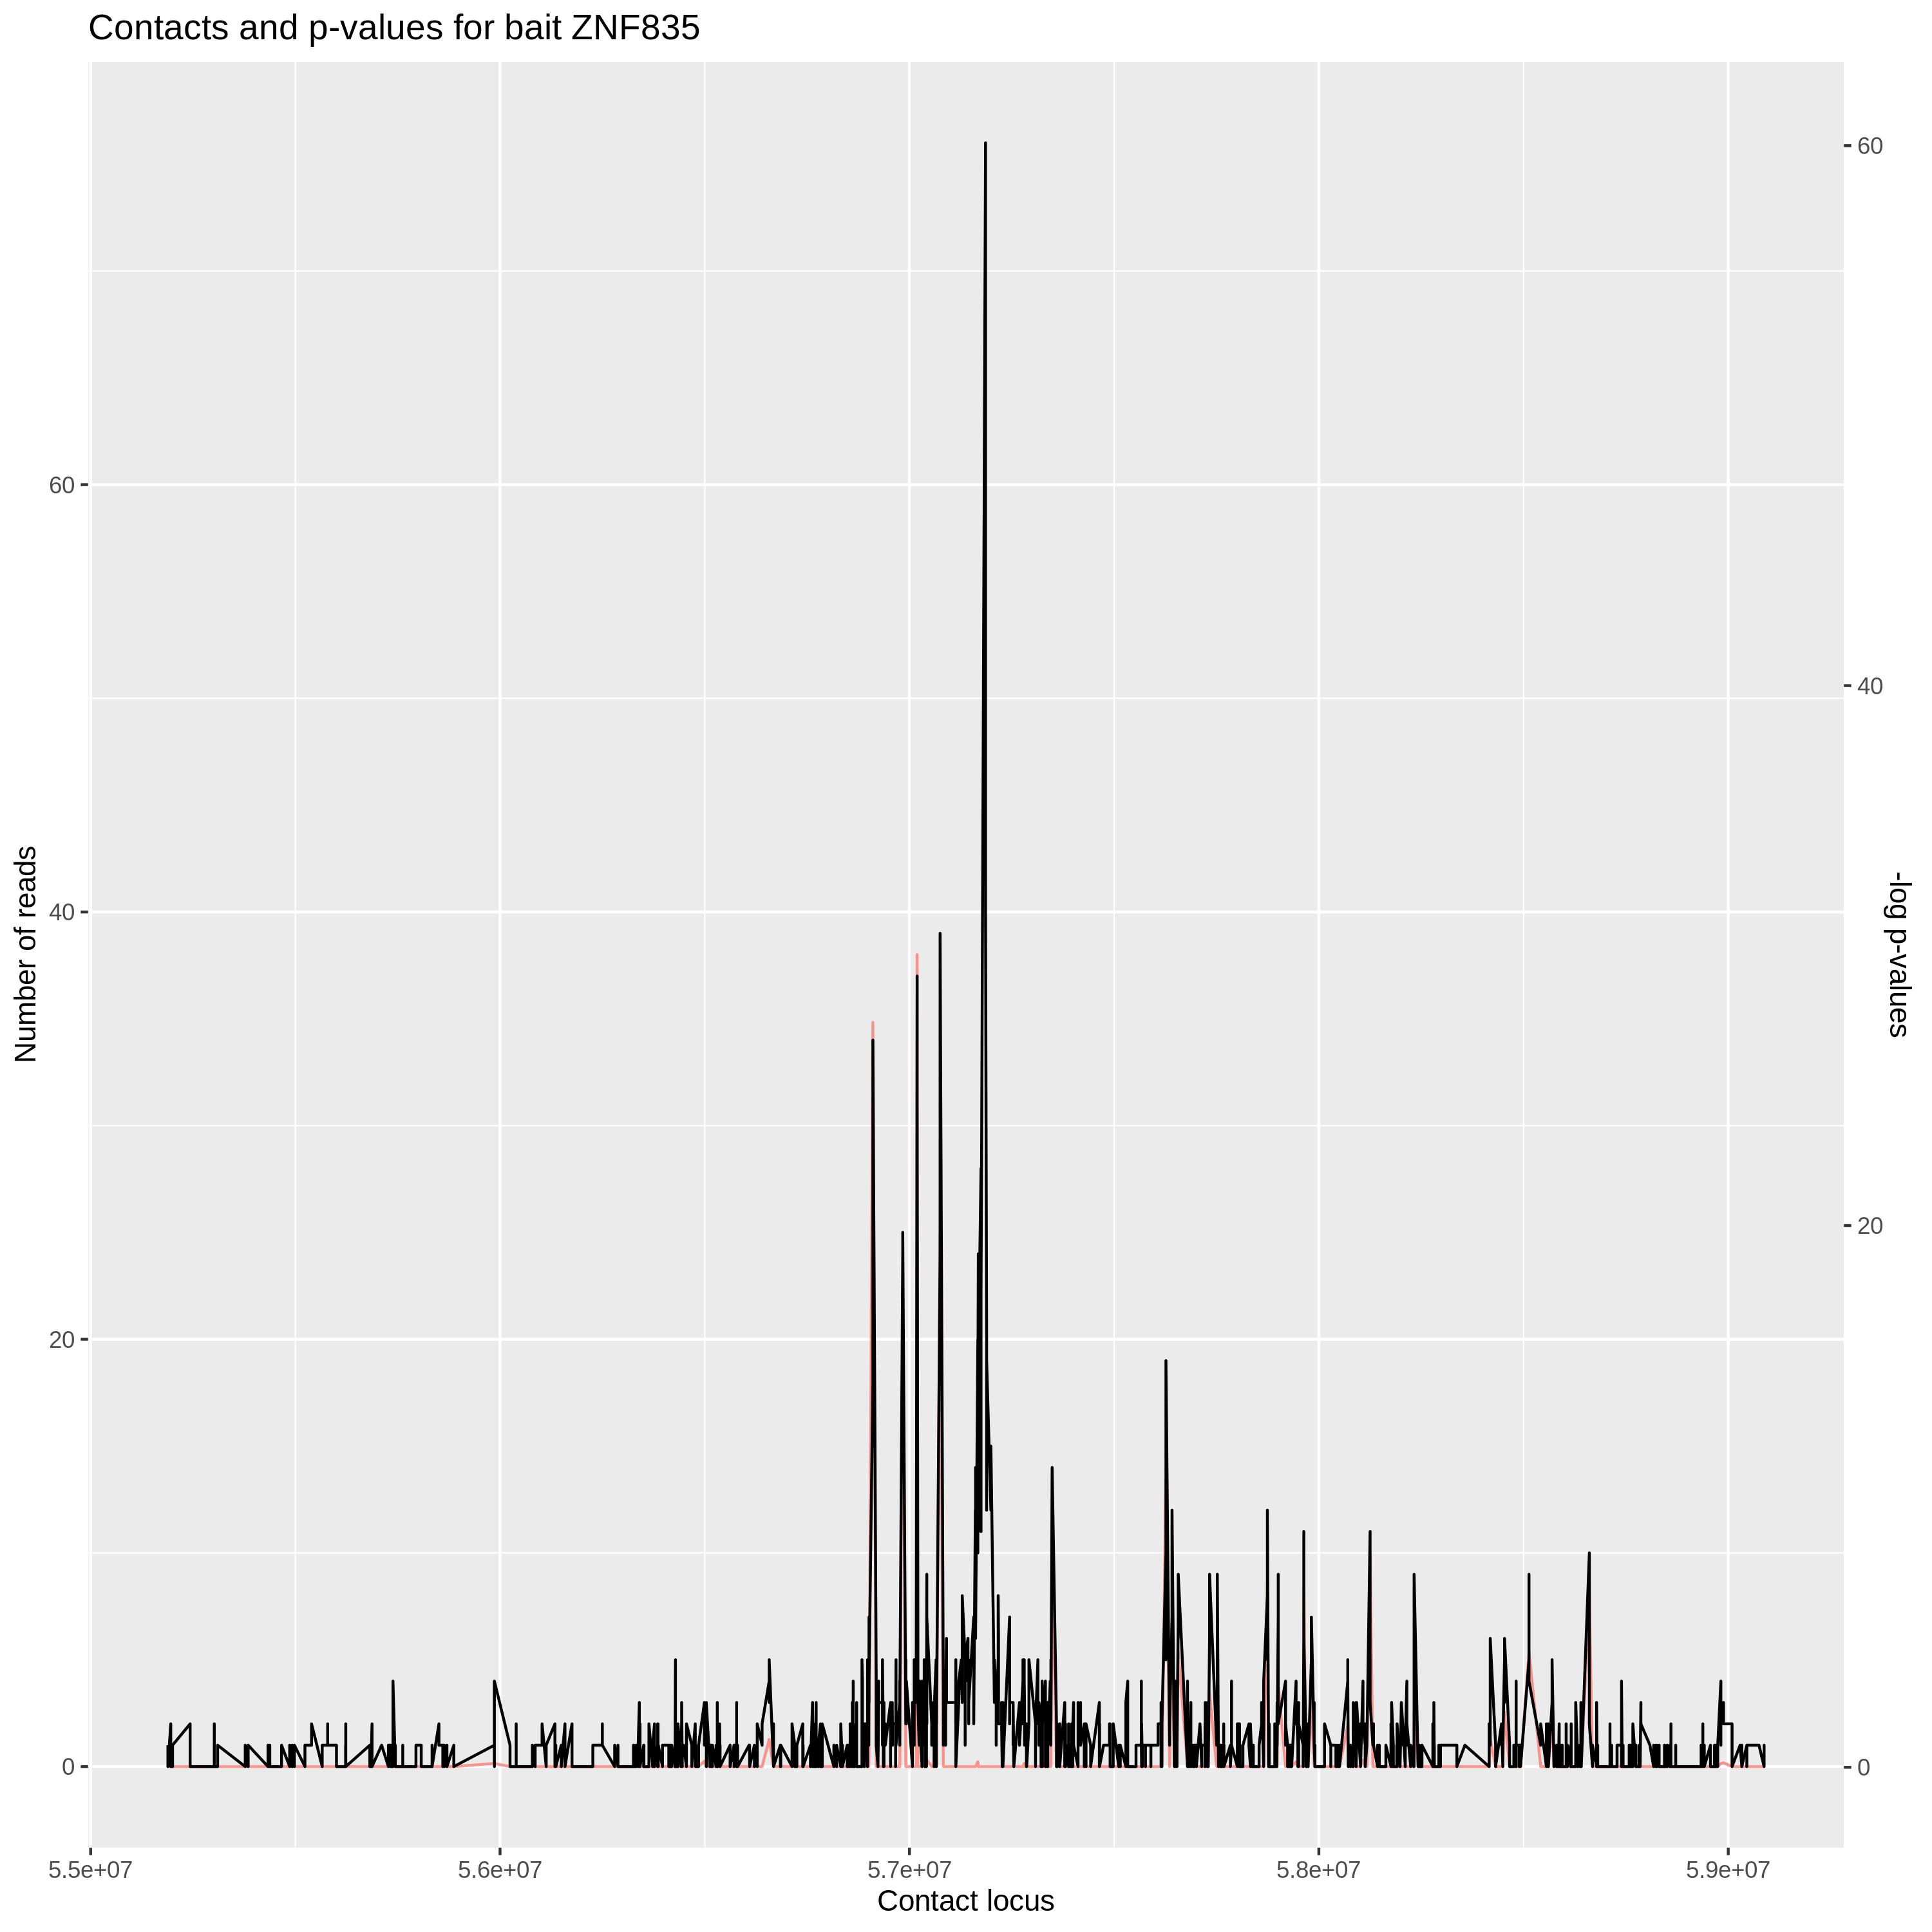 Contacts and p-values for bait ZNF835
60
40
20
0
Number of reads
60
40
20
0
-log p-values
5.5e+07 5.6e+07 5.7e+07 5.8e+07 5.9e+07
Contact locus